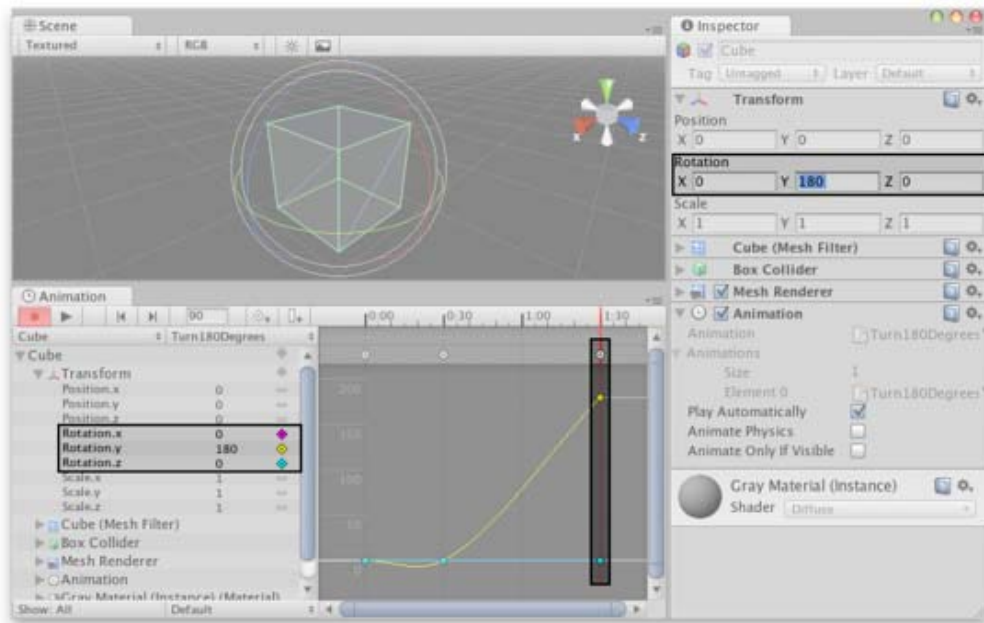 Scene
Textured RGB
x z
Animation
90
0:00 0:30 1:00 1:30
Cube Turn180Degrees
Cube
Transform
Position.x 0
Position.y 0
Position.z 0
Rotation.x 0
Rotation.y 180
Rotation.z 0
Scale.x 1
Scale.y 1
Scale.z 1
Cube (Mesh Filter)
Box Collider
Mesh Renderer
Animation
Gray Material (Instance) (Material)
Show: All Default
200
150
100
50
0
Inspector
Cube
Tag Untagged Layer Default
Transform
Position
X 0 Y 0 Z 0
Rotation
X 0 Y 180 Z 0
Scale
X 1 Y 1 Z 1
Cube (Mesh Filter)
Box Collider
Mesh Renderer
Animation
Animation Turn180Degrees
Animations
Size 1
Element 0 Turn180Degrees
Play Automatically
Animate Physics
Animate Only If Visible
Gray Material (Instance)
Shader Diffuse